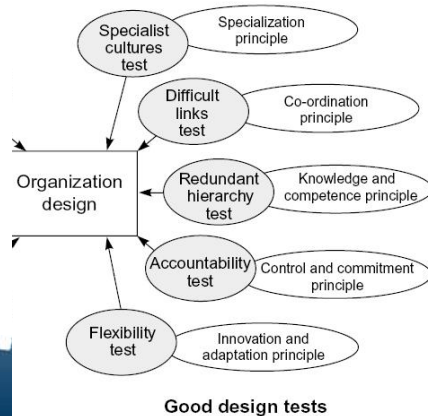 Specialist
cultures
test
Specialization
principle
Difficult
links
test
Co-ordination
principle
Organization
design
Redundant
hierarchy
test
Knowledge and
competence principle
Accountability
test
Control and commitment
principle
Flexibility
test
Innovation and
adaptation principle
Good design tests